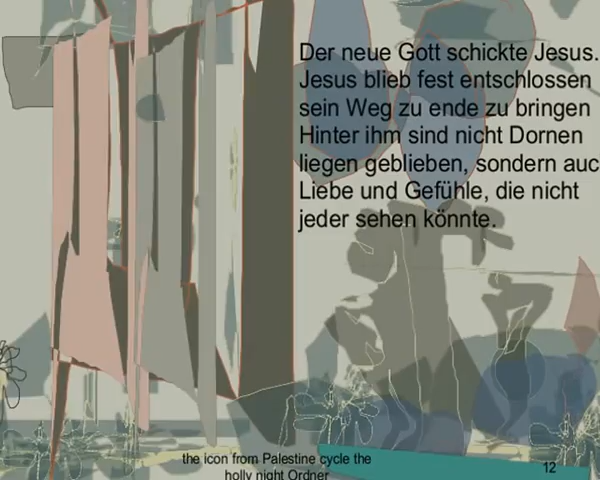 Der neue Gott schickte Jesus.
Jesus blieb fest entschlossen
sein Weg zu ende zu bringen
Hinter ihm sind nicht Dornen
liegen geblieben, sondern auc
Liebe und Gefühle, die nicht
jeder sehen könnte.
the icon from Palestine cycle the
holly night Ordner
12